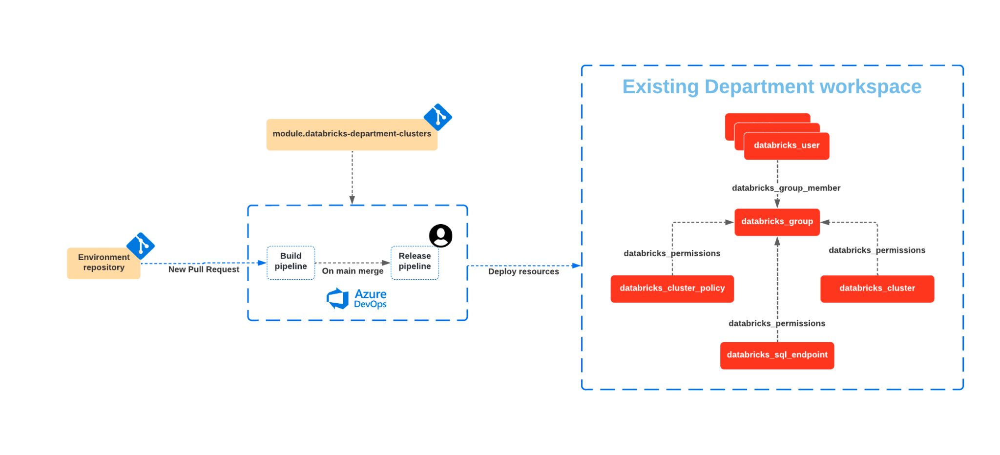 Existing Department workspace
module.databricks-department-clusters
Environment
repository
New Pull Request
Build
pipeline
On main merge
Release
pipeline
Azure
DevOps
Deploy resources
databricks_user
databricks_group_member
databricks_group
databricks_permissions
databricks_permissions
databricks_cluster_policy
databricks_cluster
databricks_permissions
databricks_sql_endpoint